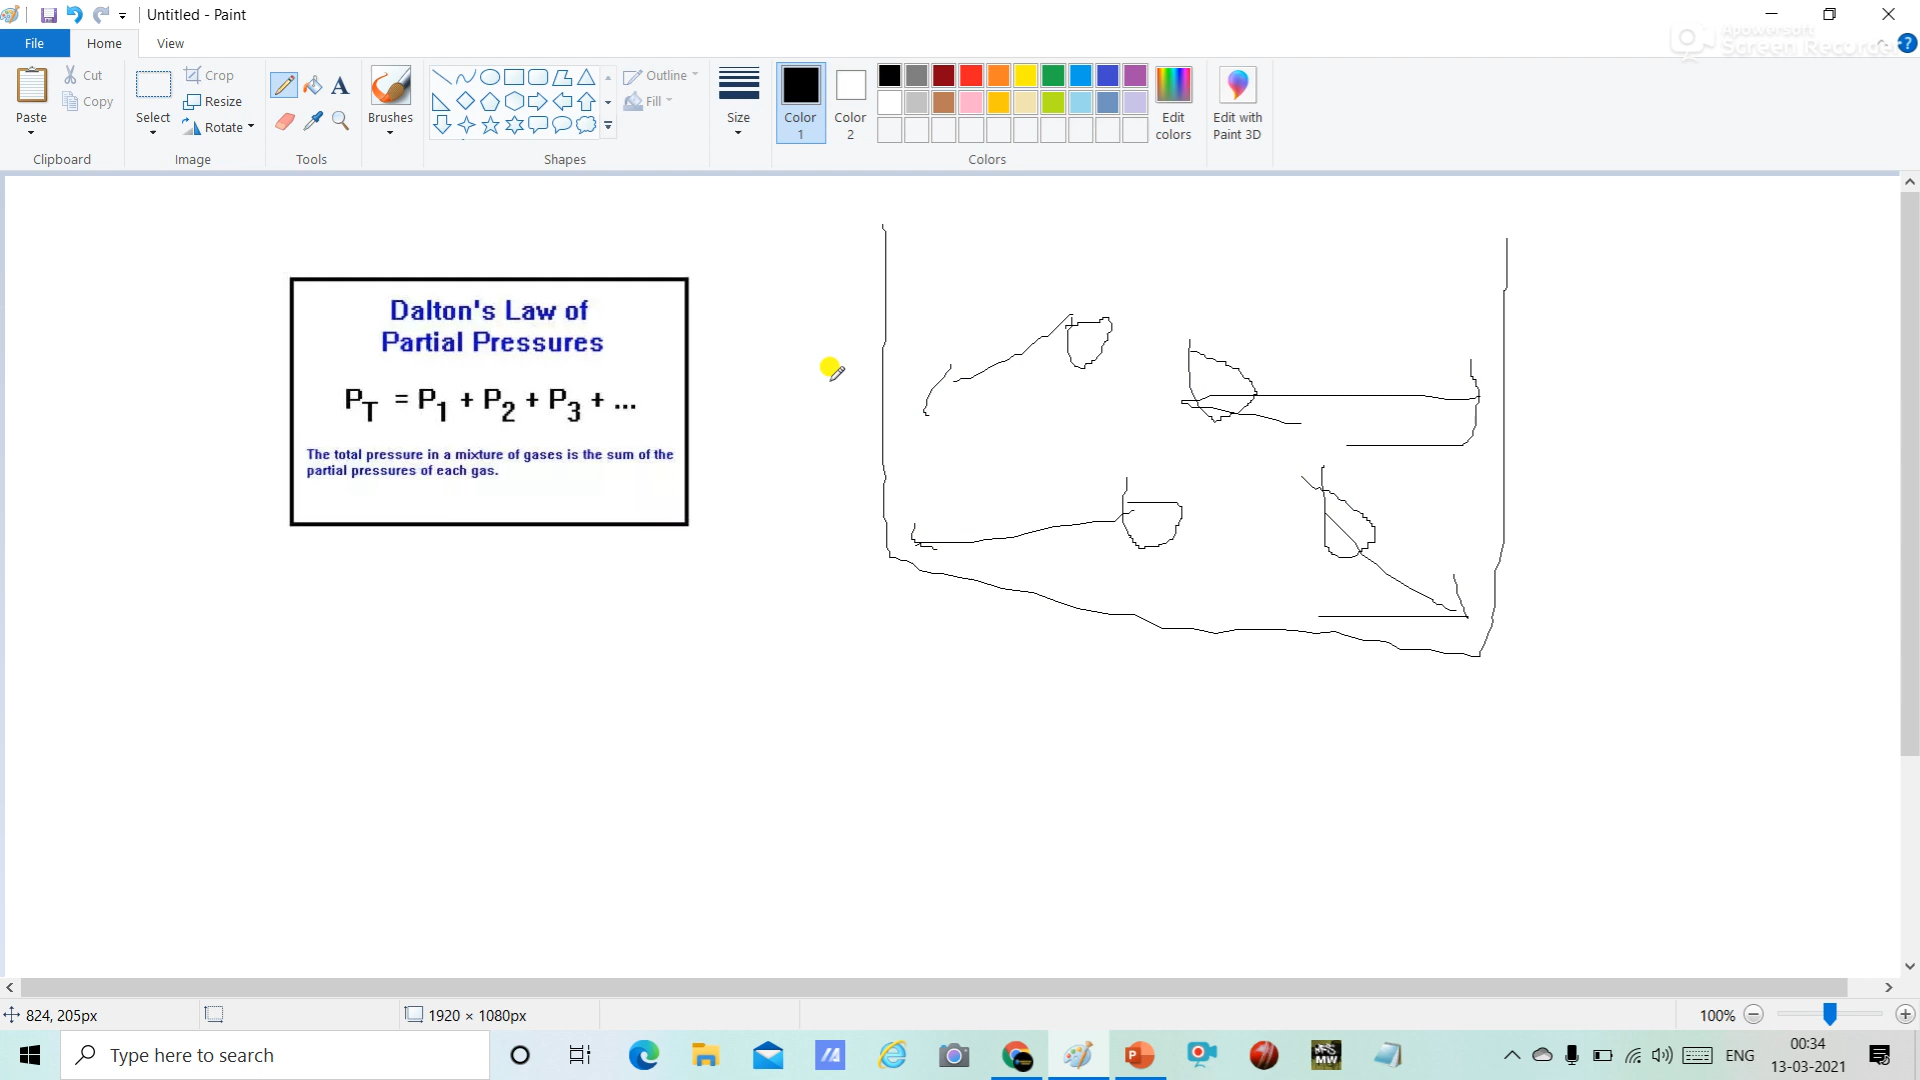 Untitled - Paint
Apowersoft
Screen Recorder
File
Home
View
Paste
Cut
Copy
Clipboard
Select
Crop
Resize
Rotate
Image
Tools
Brushes
Outline
Fill
Shapes
Size
Color
1
Color
2
Edit
colors
Colors
Edit with
Paint 3D
Dalton's Law of
Partial Pressures
PT = P1 + P2 + P3 + ...
The total pressure in a mixture of gases is the sum of the
partial pressures of each gas.
824, 205px
1920 × 1080px
100%
Type here to search
ENG
00:34
13-03-2021